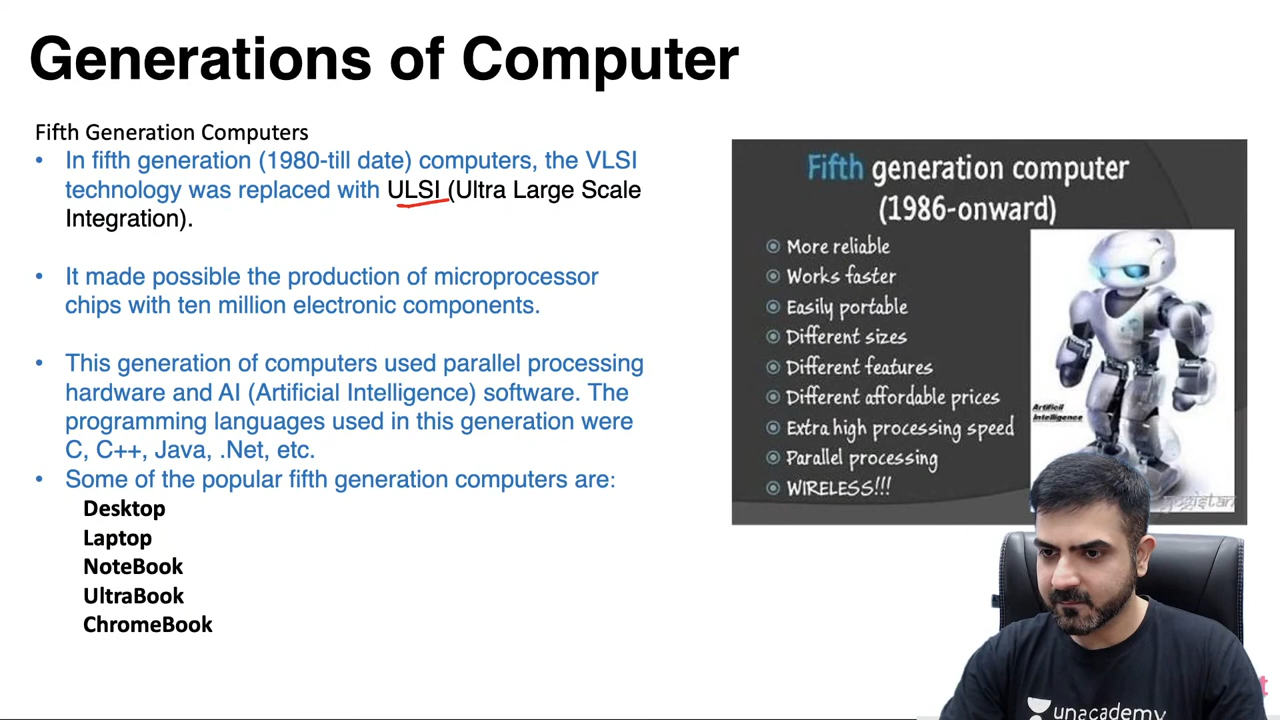 Generations of Computer
Fifth Generation Computers
• In fifth generation (1980-till date) computers, the VLSI
technology was replaced with ULSI (Ultra Large Scale
Integration).
• It made possible the production of microprocessor
chips with ten million electronic components.
• This generation of computers used parallel processing
hardware and AI (Artificial Intelligence) software. The
programming languages used in this generation were
C, C++, Java, .Net, etc.
• Some of the popular fifth generation computers are:
Desktop
Laptop
NoteBook
UltraBook
ChromeBook
Fifth generation computer
(1986-onward)
More reliable
Works faster
Easily portable
Different sizes
Different features
Different affordable prices
Extra high processing speed
Parallel processing
WIRELESS!!!
Artificil
Intelligence
unacademy